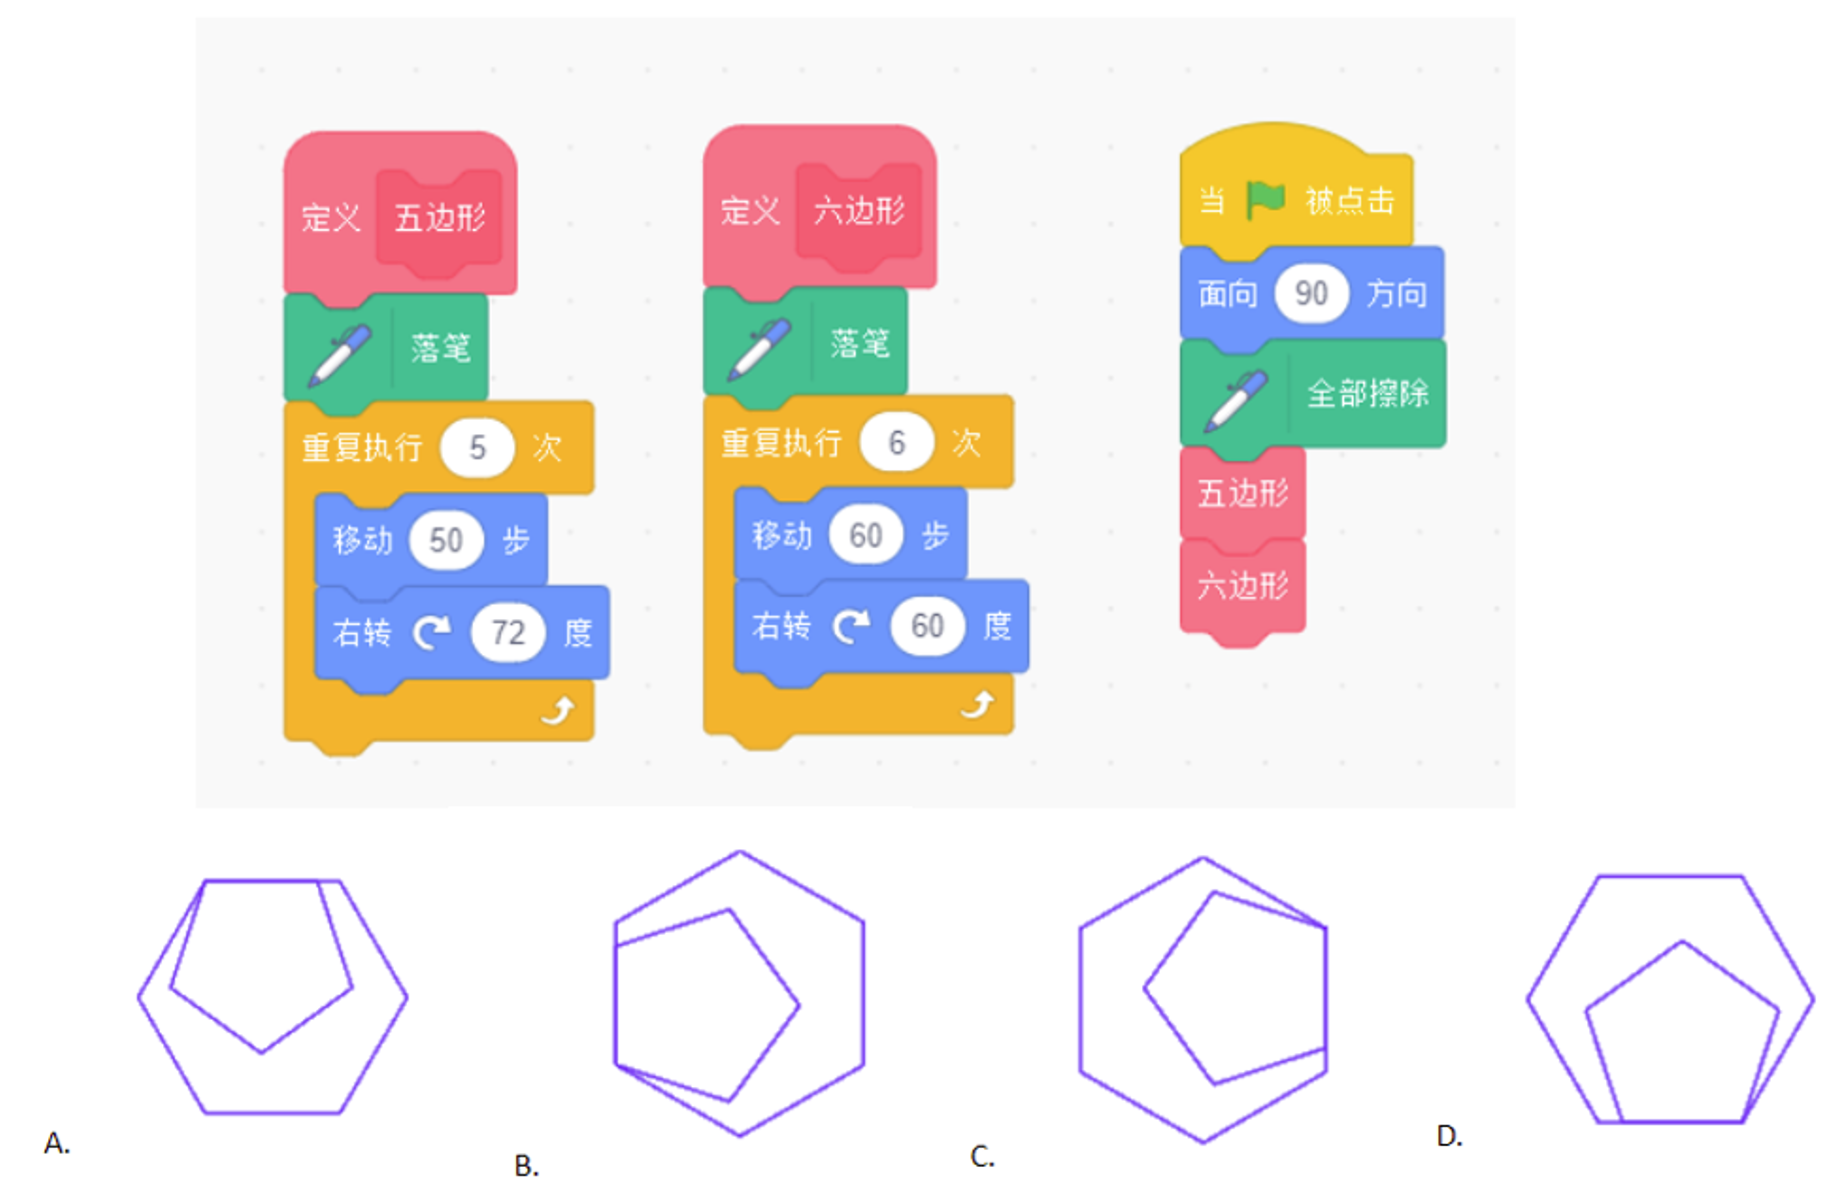 定义 五边形
落笔
重复执行 5 次
移动 50 步
右转 72 度
定义 六边形
落笔
重复执行 6 次
移动 60 步
右转 60 度
当 被点击
面向 90 方向
全部擦除
五边形
六边形
A.
B.
C.
D.